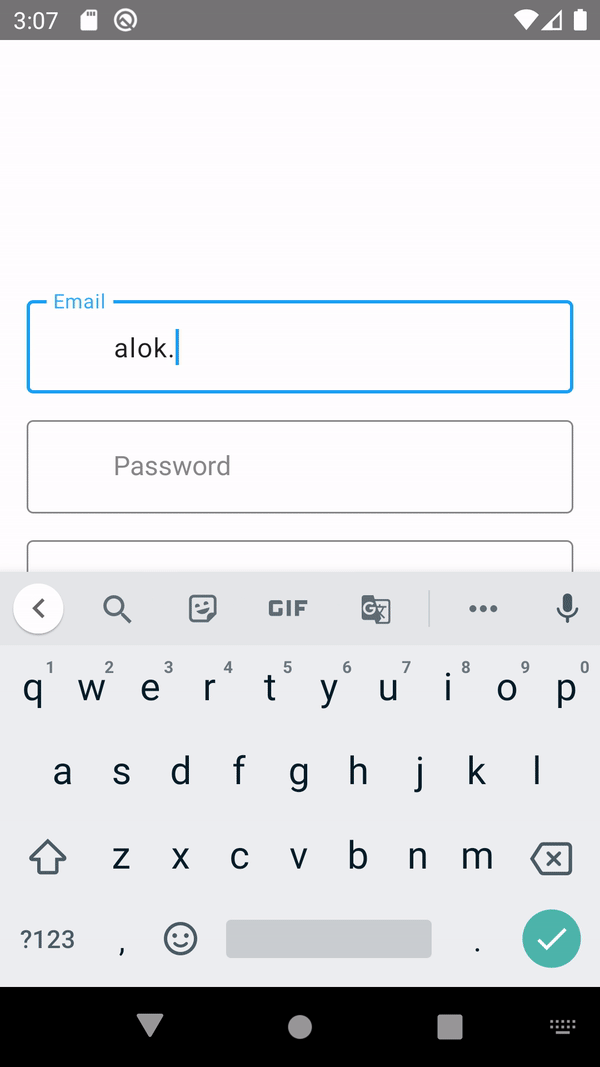 3:07
Email
alok.
Password
GIF
G
1 2 3 4 5 6 7 8 9 0
q w e r t y u i o p
a s d f g h j k l
z x c v b n m
?123 , .